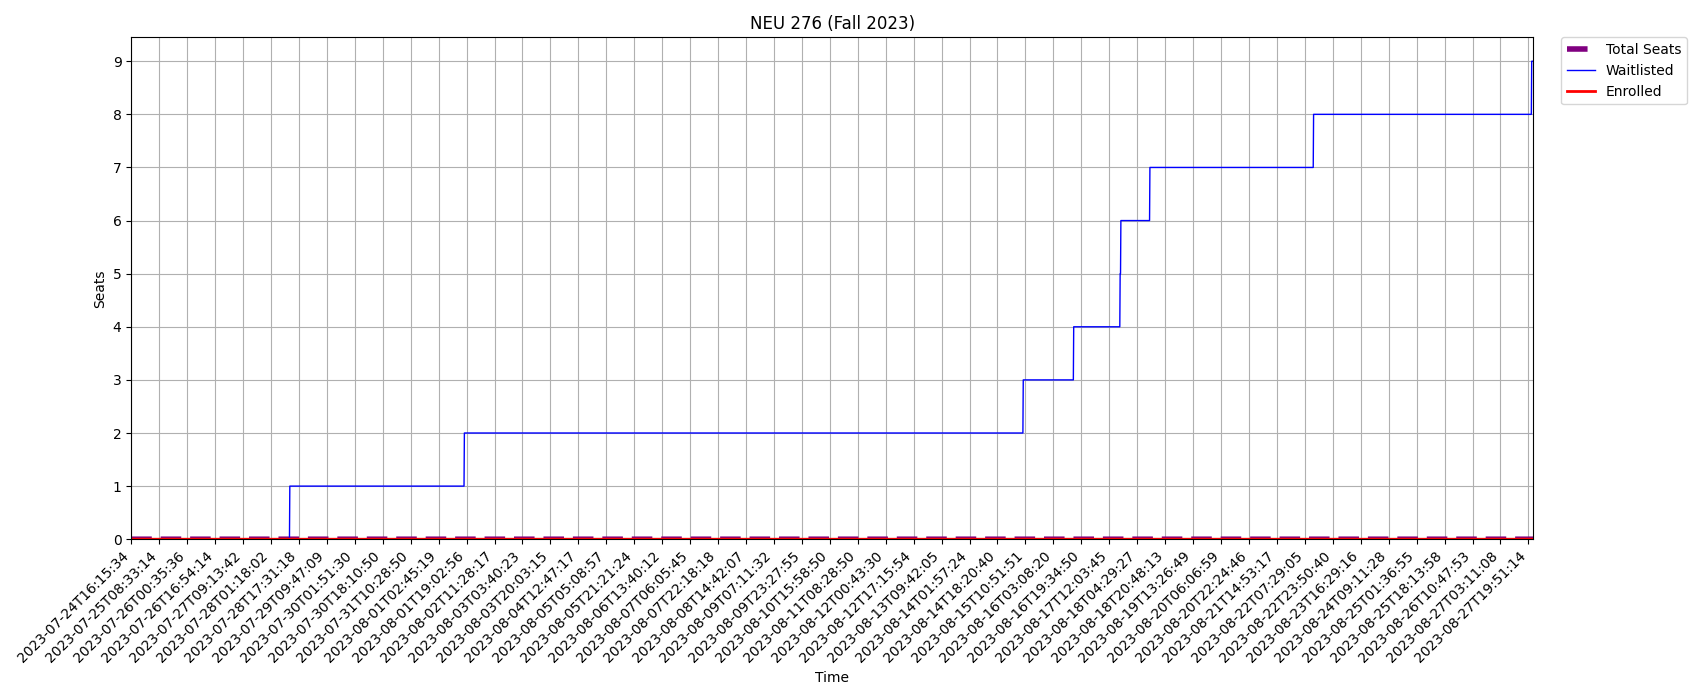 NEU 276 (Fall 2023)
Total Seats
Waitlisted
Enrolled
Seats
9
8
7
6
5
4
3
2
1
0
2023-07-24T16:15:34
2023-07-25T08:33:14
2023-07-26T00:35:36
2023-07-26T16:54:14
2023-07-27T09:13:42
2023-07-28T01:18:02
2023-07-28T17:31:18
2023-07-29T09:47:09
2023-07-30T01:51:30
2023-07-30T18:10:50
2023-07-31T10:28:50
2023-08-01T02:45:19
2023-08-01T19:02:56
2023-08-02T11:28:17
2023-08-03T03:40:23
2023-08-03T20:03:15
2023-08-04T12:47:17
2023-08-05T05:08:57
2023-08-05T21:21:24
2023-08-06T13:40:12
2023-08-07T06:05:45
2023-08-07T22:18:18
2023-08-08T14:42:07
2023-08-09T07:11:32
2023-08-09T23:27:55
2023-08-10T15:58:50
2023-08-11T08:28:50
2023-08-12T00:43:30
2023-08-12T17:15:54
2023-08-13T09:42:05
2023-08-14T01:57:24
2023-08-14T18:20:40
2023-08-15T10:51:51
2023-08-16T03:08:20
2023-08-16T19:34:50
2023-08-17T12:03:45
2023-08-18T04:29:27
2023-08-18T20:48:13
2023-08-19T13:26:49
2023-08-20T06:06:59
2023-08-20T22:24:46
2023-08-21T14:53:17
2023-08-22T07:29:05
2023-08-22T23:50:40
2023-08-23T16:29:16
2023-08-24T09:11:28
2023-08-25T01:36:55
2023-08-25T18:13:58
2023-08-26T10:47:53
2023-08-27T03:11:08
2023-08-27T19:51:14
Time